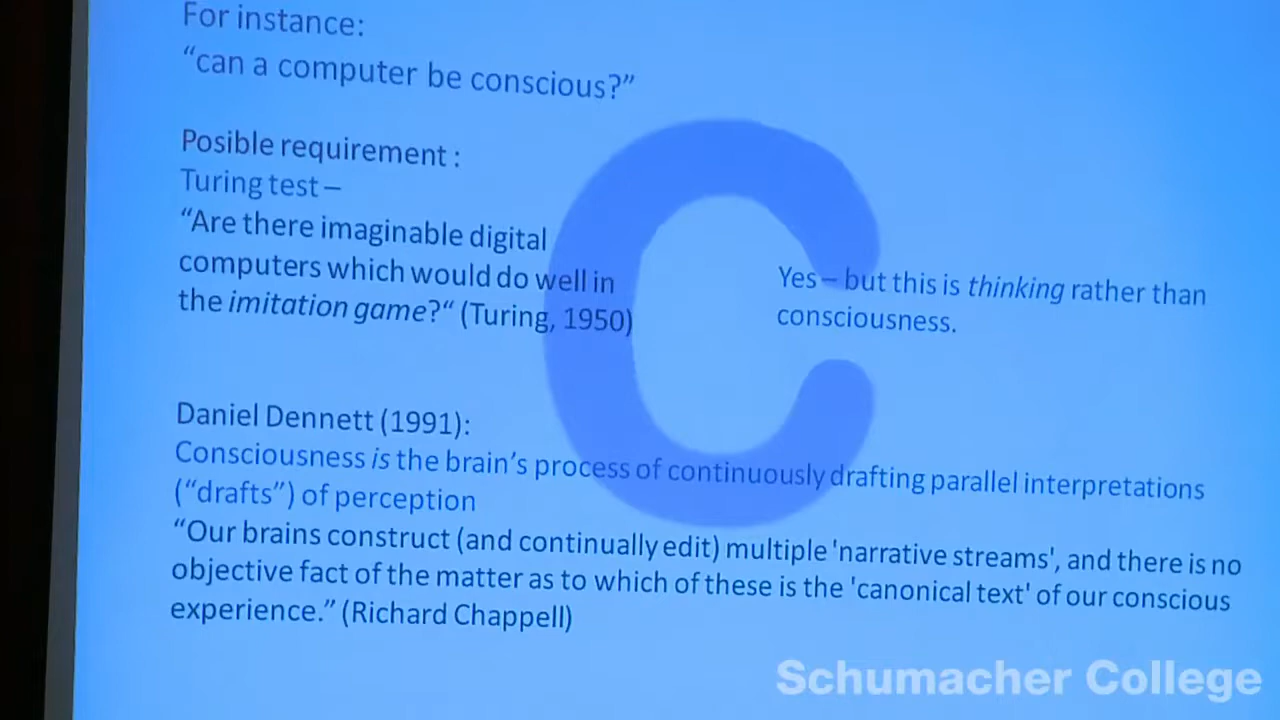 For instance:
“can a computer be conscious?”
Posible requirement :
Turing test –
“Are there imaginable digital
computers which would do well in
the imitation game?“ (Turing, 1950)
Yes – but this is thinking rather than
consciousness.
C
Daniel Dennett (1991):
Consciousness is the brain’s process of continuously drafting parallel interpretations
(“drafts”) of perception
“Our brains construct (and continually edit) multiple 'narrative streams', and there is no
objective fact of the matter as to which of these is the 'canonical text' of our conscious
experience.” (Richard Chappell)
Schumacher College